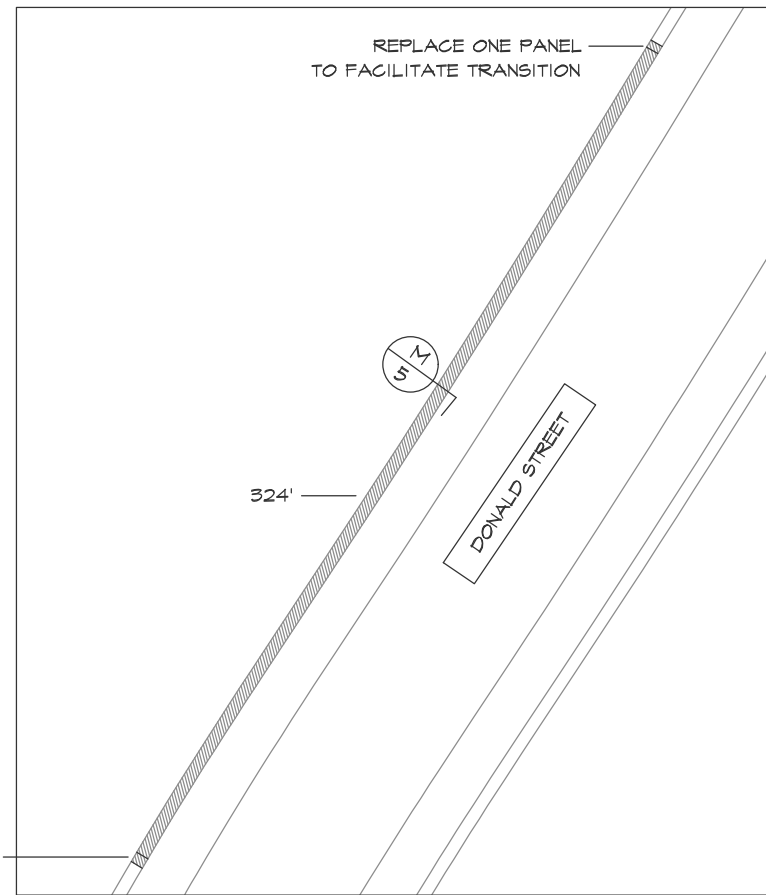 REPLACE ONE PANEL
TO FACILITATE TRANSITION
M
5
324'
DONALD STREET